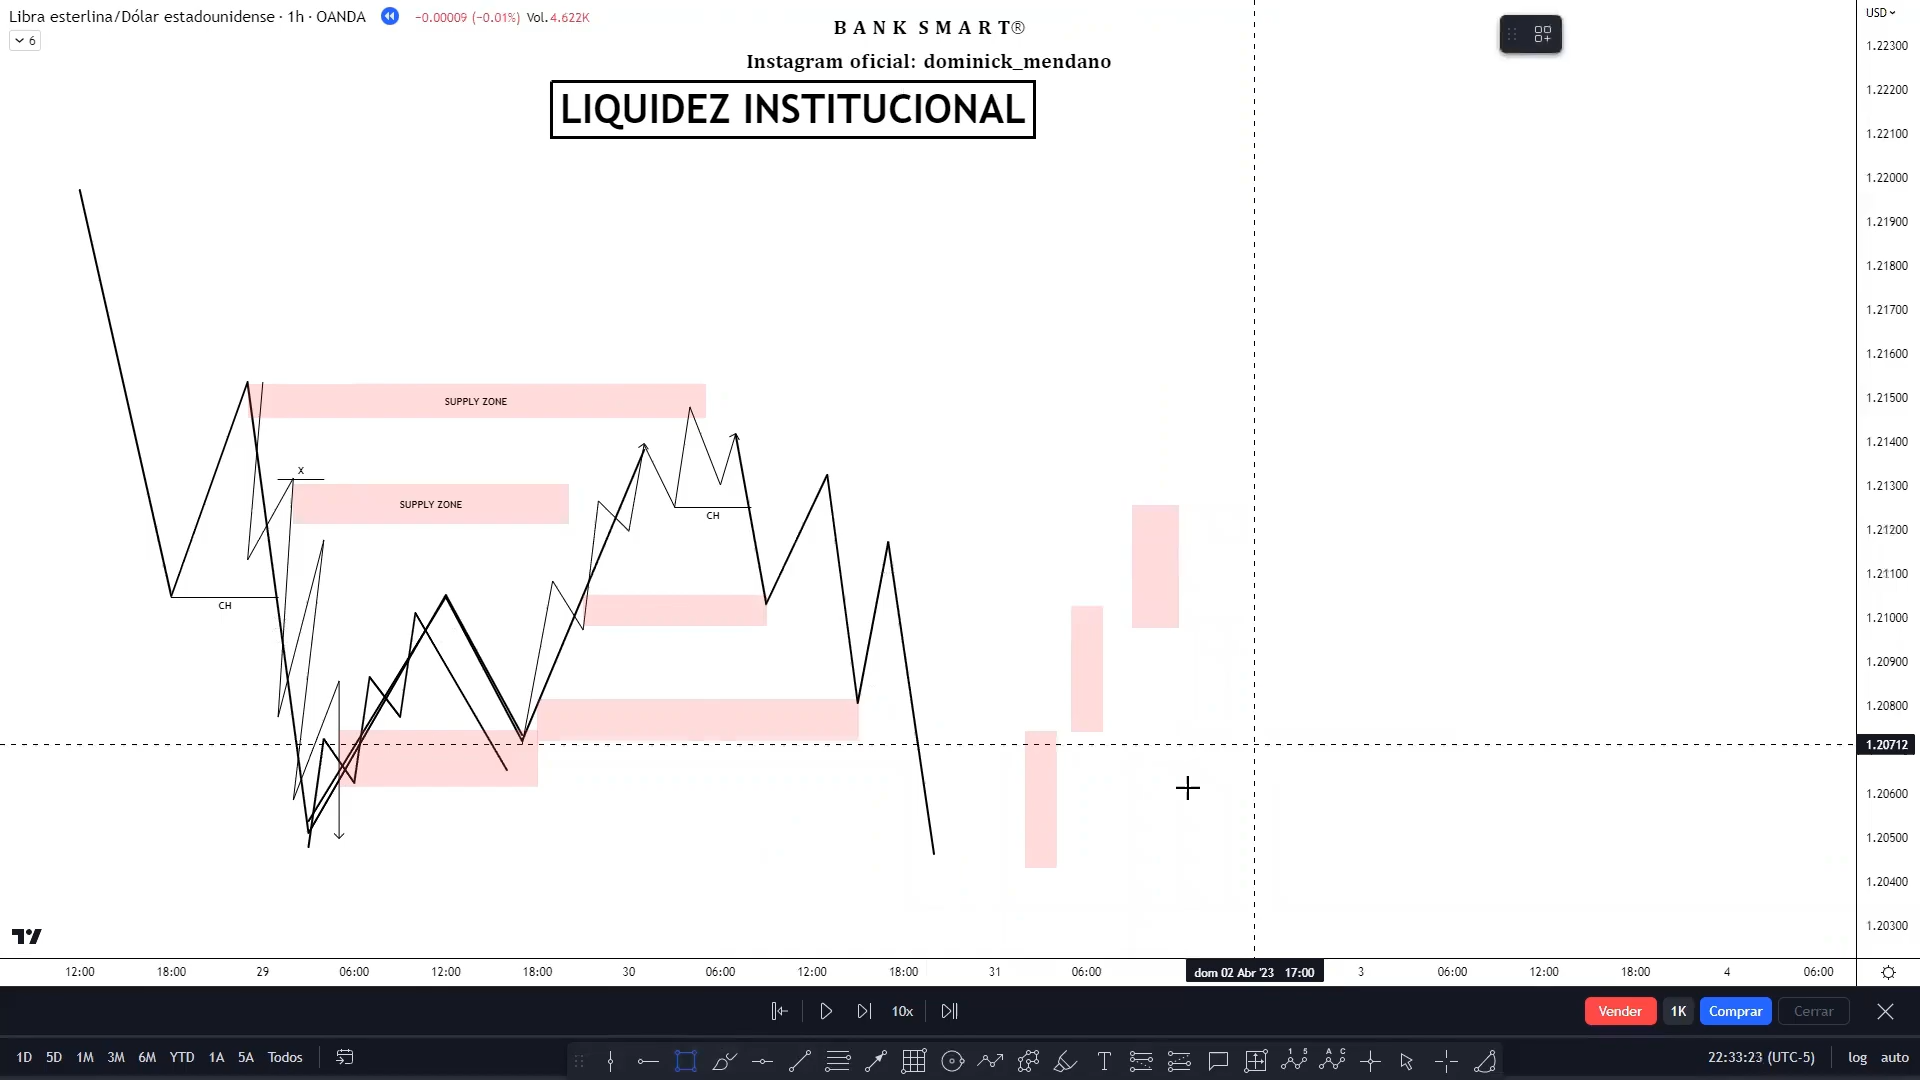 Libra esterlina/Dólar estadounidense · 1h · OANDA −0.00009 (−0.01%) Vol.4.622K
6
B A N K S M A R T®
Instagram oficial: dominick_mendano
LIQUIDEZ INSTITUCIONAL
USD
1.22300
1.22200
1.22100
1.22000
1.21900
1.21800
1.21700
1.21600
1.21500
1.21400
1.21300
1.21200
1.21100
1.21000
1.20900
1.20800
1.20712
1.20600
1.20500
1.20400
1.20300
SUPPLY ZONE
X
SUPPLY ZONE
CH
CH
12:00 18:00 29 06:00 12:00 18:00 30 06:00 12:00 18:00 31 06:00 dom 02 Abr '23 17:00 3 06:00 12:00 18:00 4 06:00
10x
Vender 1K Comprar Cerrar
1D 5D 1M 3M 6M YTD 1A 5A Todos
22:33:23 (UTC-5) log auto